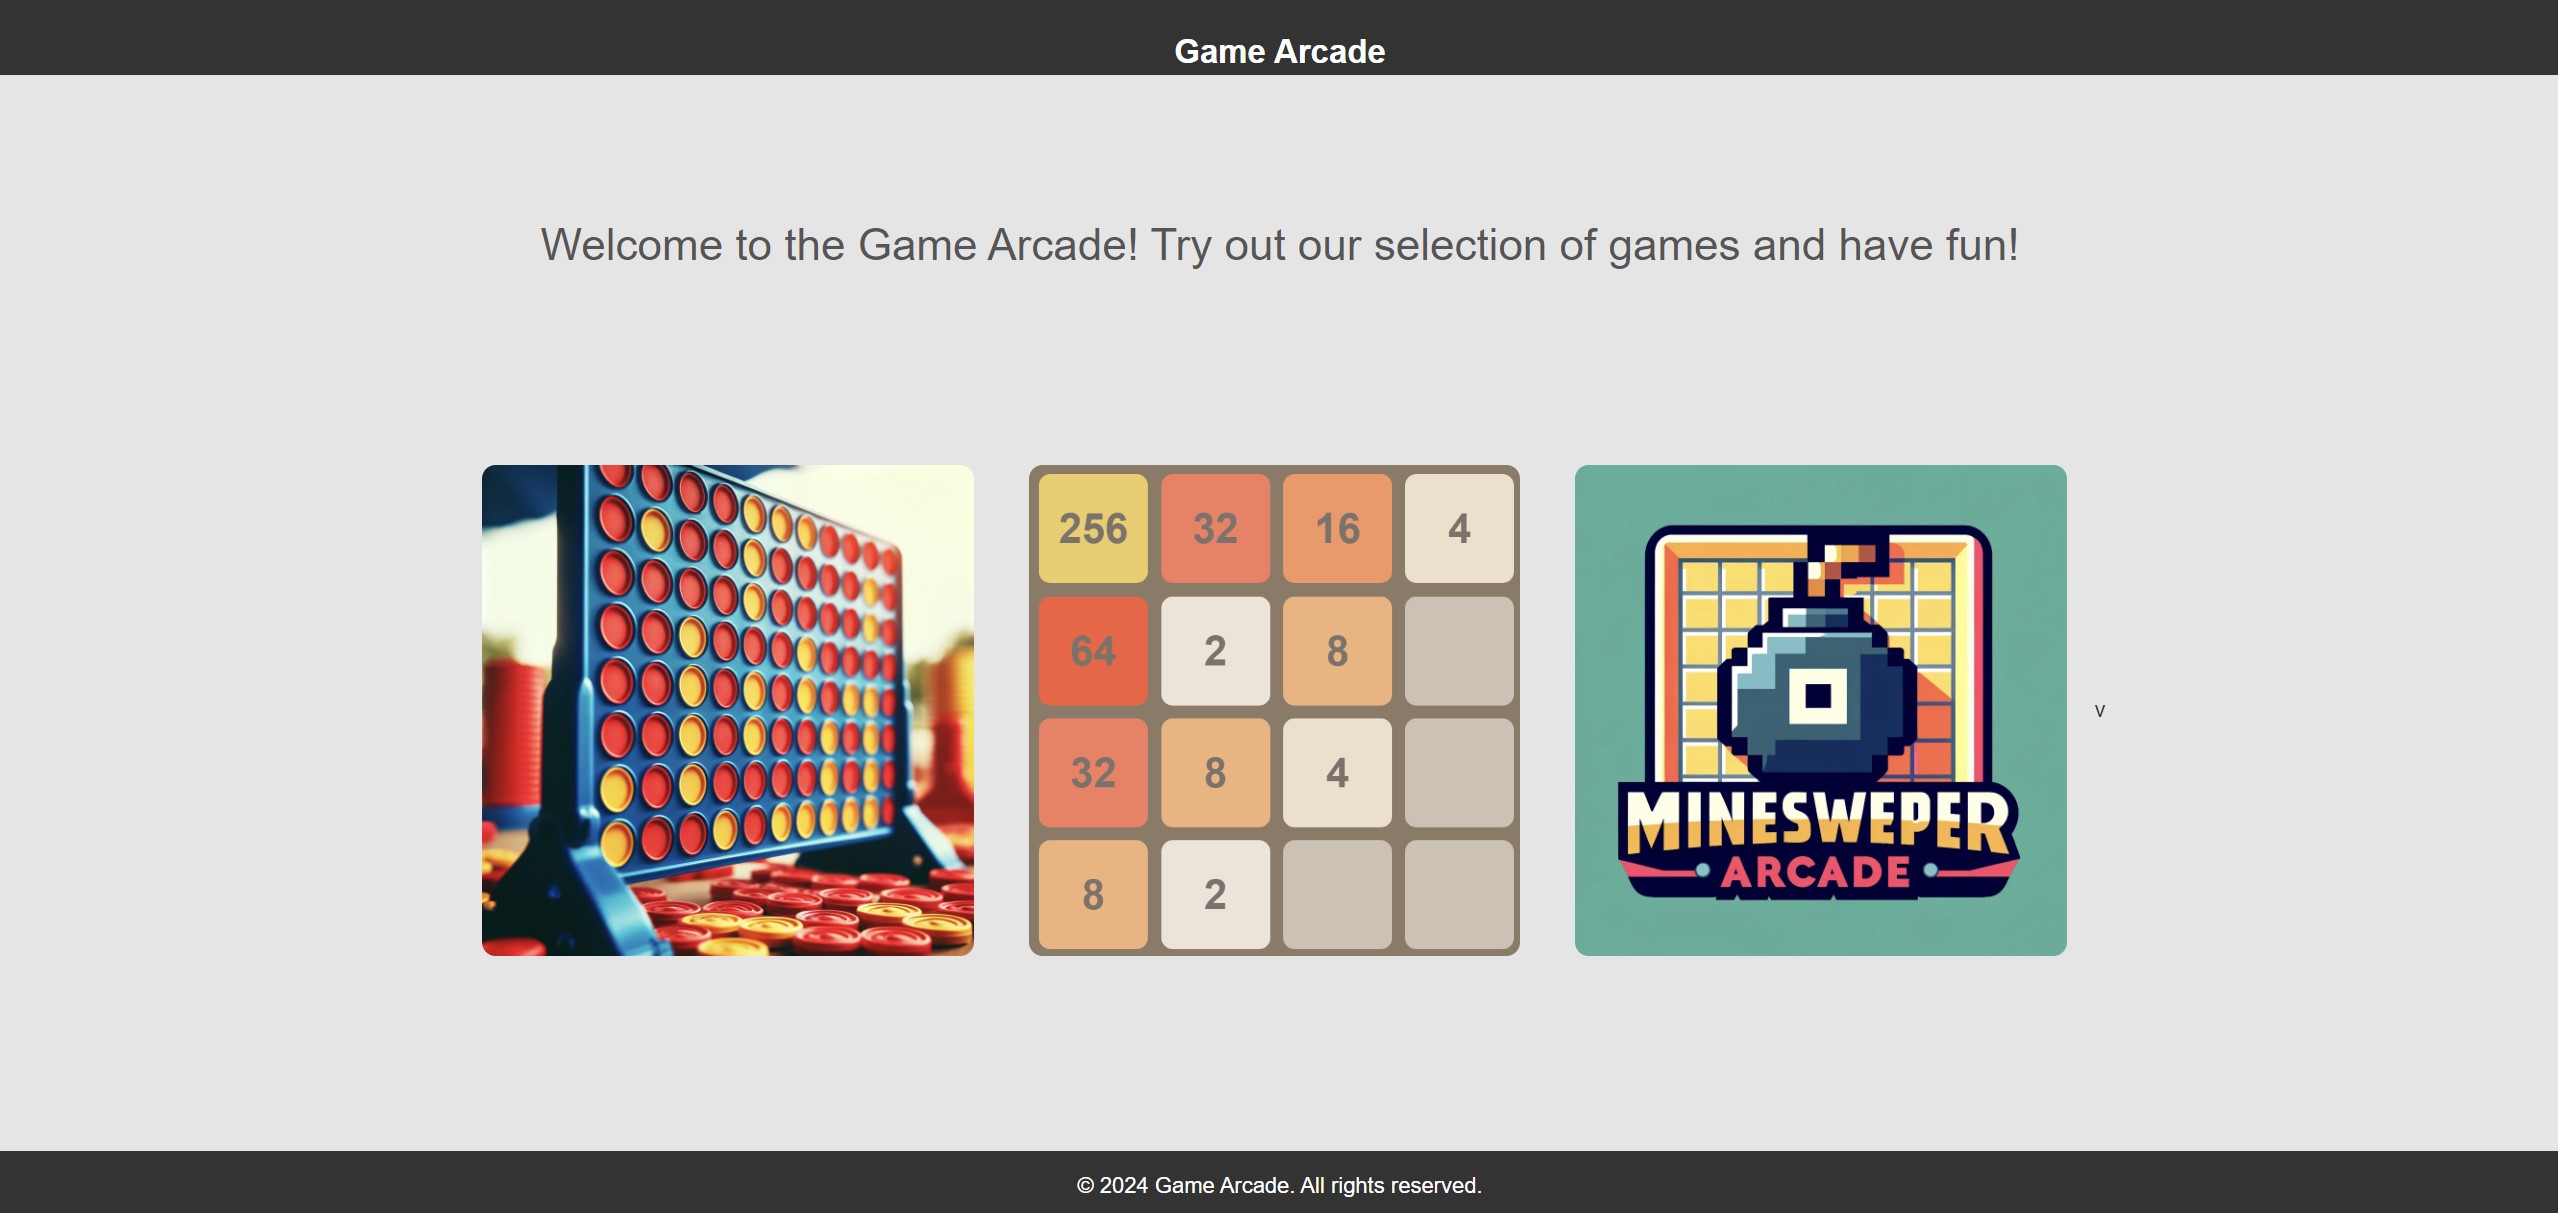 Game Arcade
Welcome to the Game Arcade! Try out our selection of games and have fun!
256 32 16 4
64 2 8
32 8 4
8 2
MINESWEPER
ARCADE
v
© 2024 Game Arcade. All rights reserved.